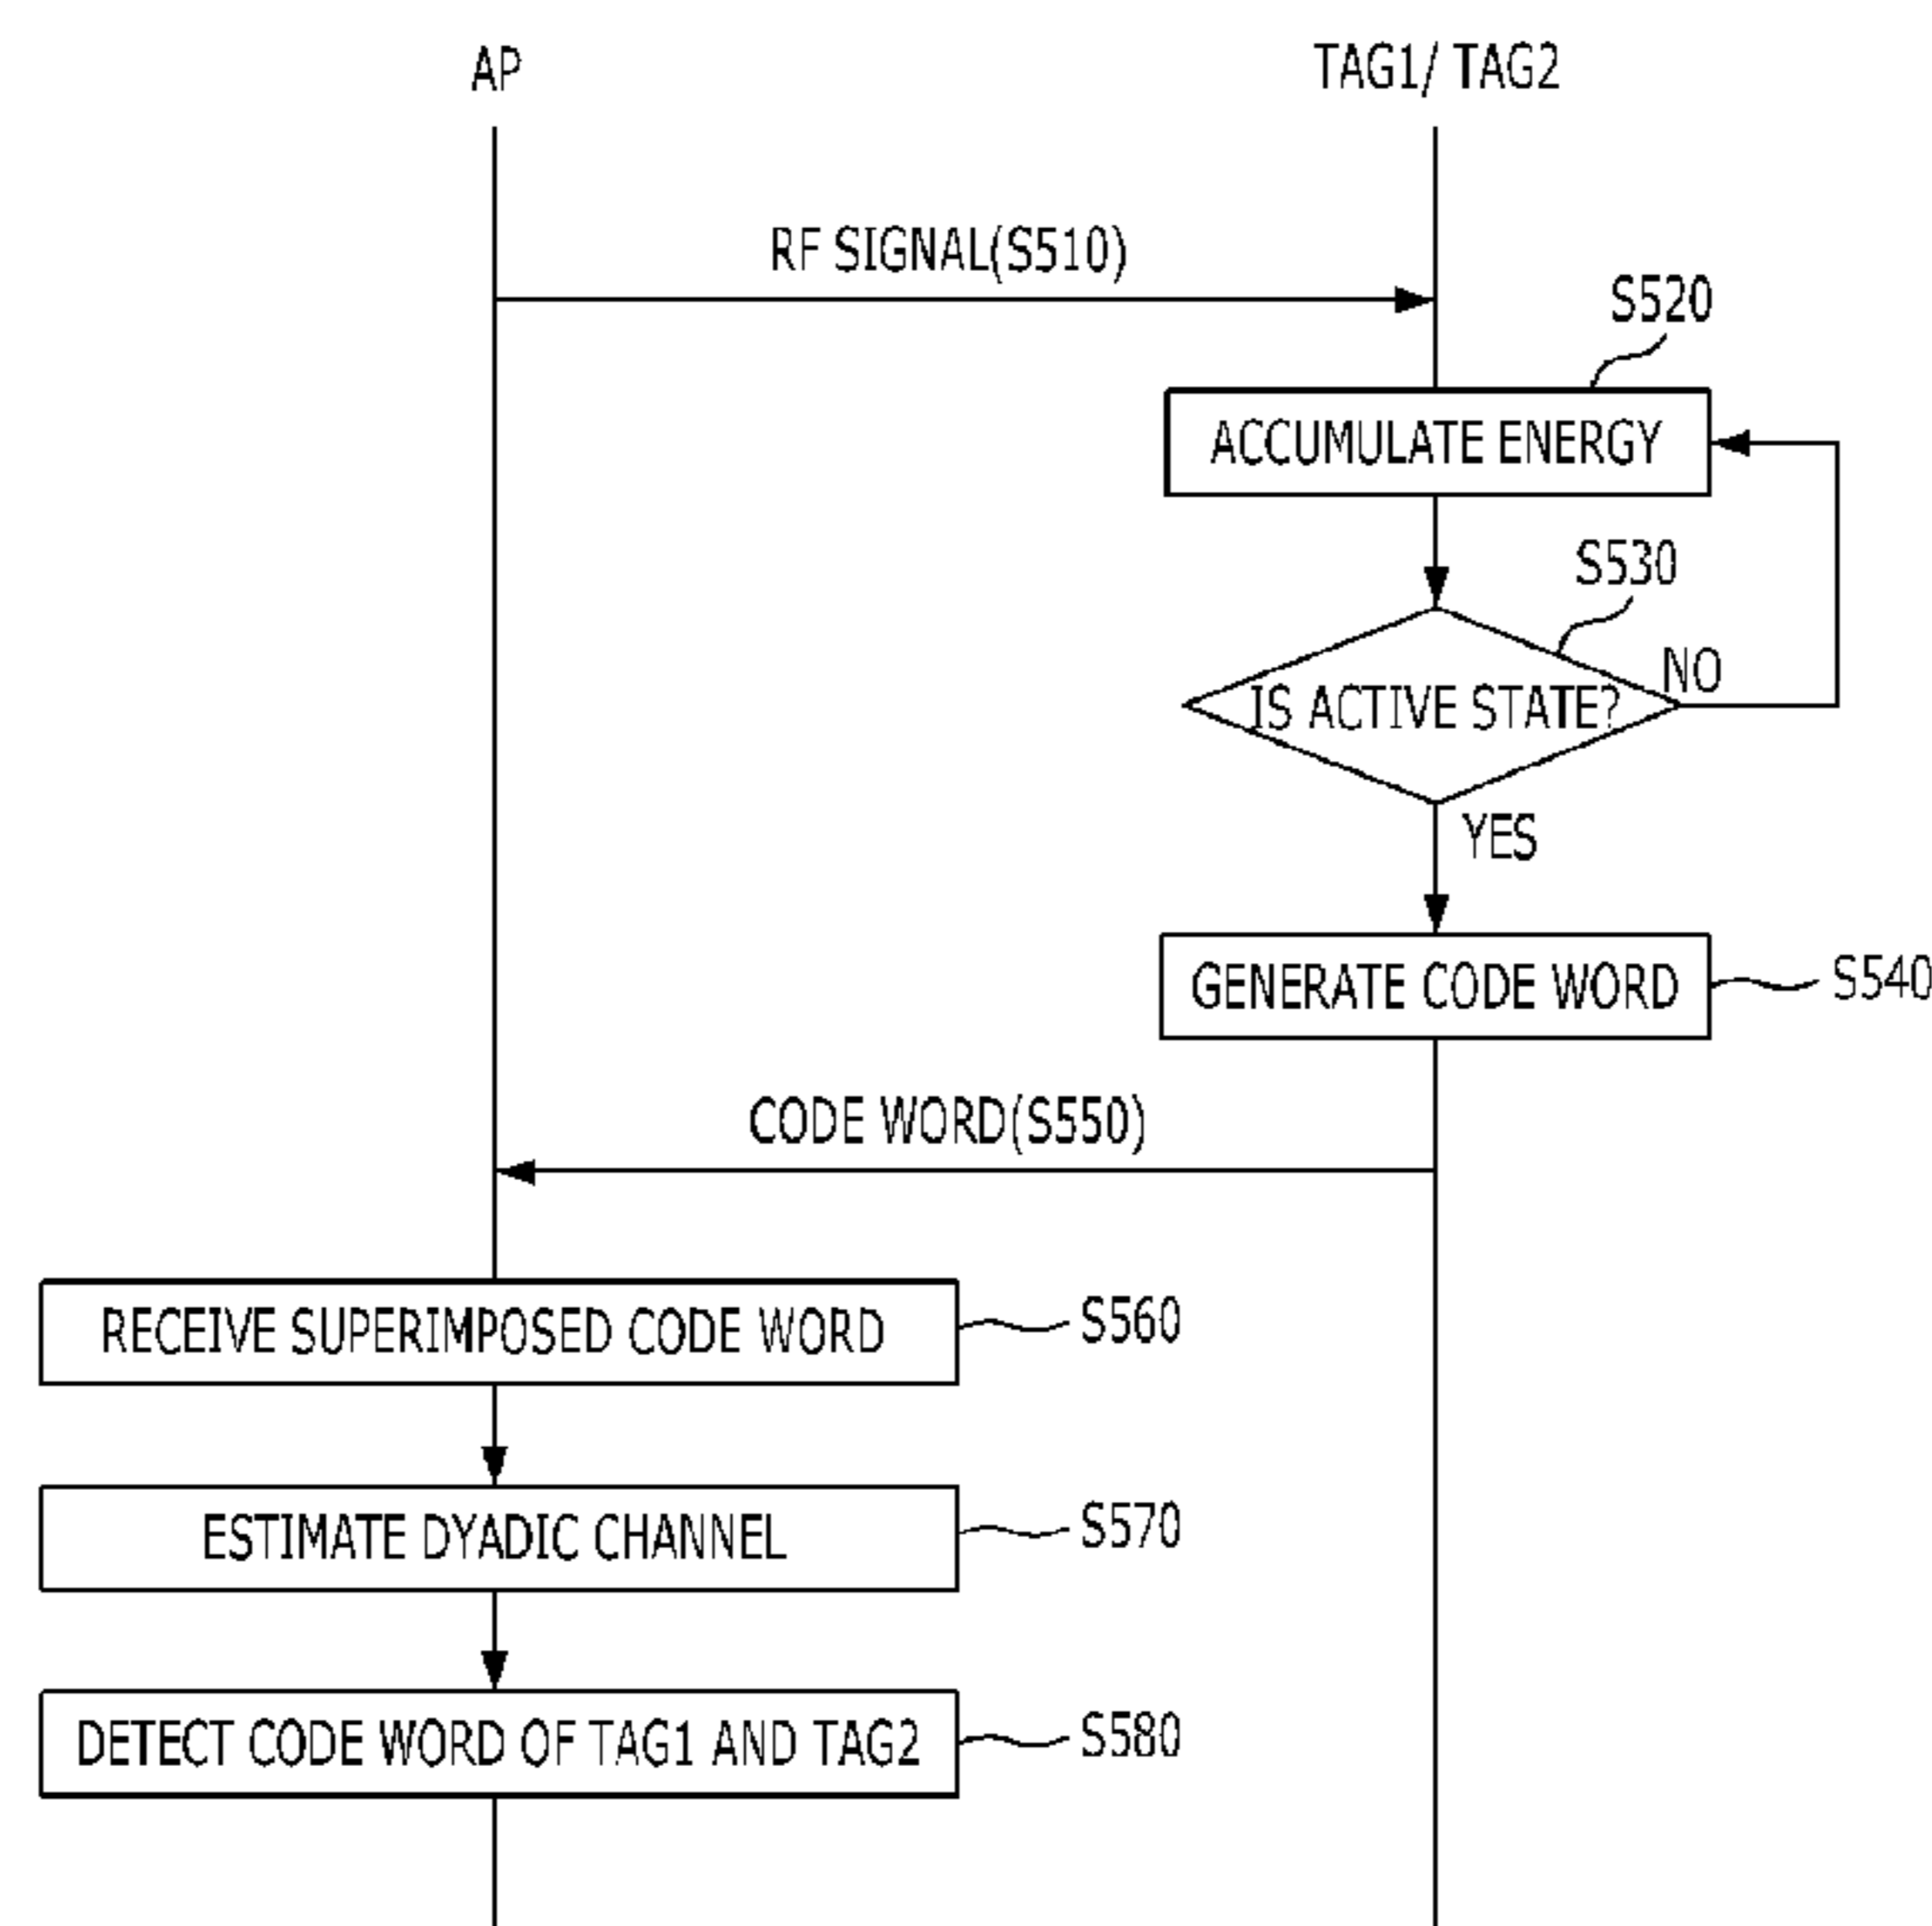 AP
TAG1/ TAG2
RF SIGNAL(S510)
S520
ACCUMULATE ENERGY
S530
NO
IS ACTIVE STATE?
YES
GENERATE CODE WORD
S540
CODE WORD(S550)
RECEIVE SUPERIMPOSED CODE WORD
S560
ESTIMATE DYADIC CHANNEL
S570
DETECT CODE WORD OF TAG1 AND TAG2
S580